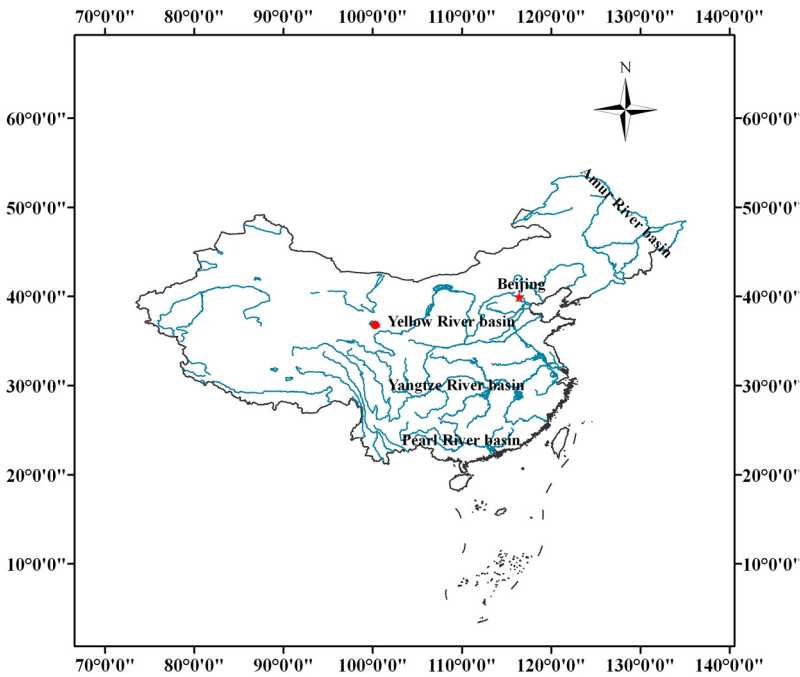 70°0'0" 80°0'0" 90°0'0" 100°0'0" 110°0'0" 120°0'0" 130°0'0" 140°0'0"
N
60°0'0" 60°0'0"
Amur River basin
50°0'0" 50°0'0"
Beijing
40°0'0" 40°0'0"
Yellow River basin
Yangtze River basin
30°0'0" 30°0'0"
Pearl River basin
20°0'0" 20°0'0"
10°0'0" 10°0'0"
70°0'0" 80°0'0" 90°0'0" 100°0'0" 110°0'0" 120°0'0" 130°0'0" 140°0'0"